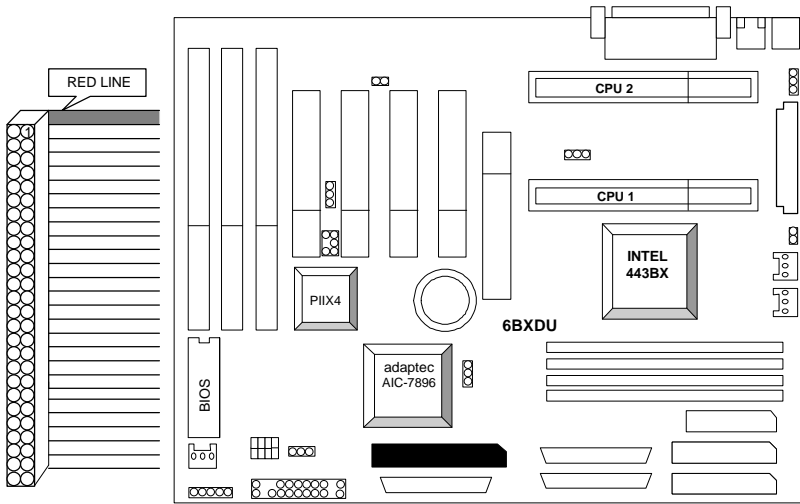 RED LINE
1
CPU 2
CPU 1
INTEL
443BX
PIIX4
6BXDU
adaptec
AIC-7896
BIOS